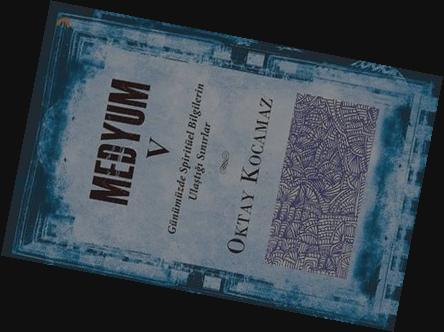 MEDYUM
V
Günümüzde Spiritüel Bilgilerin
Ulaştığı Sınırlar
OKTAY KOCAMAZ